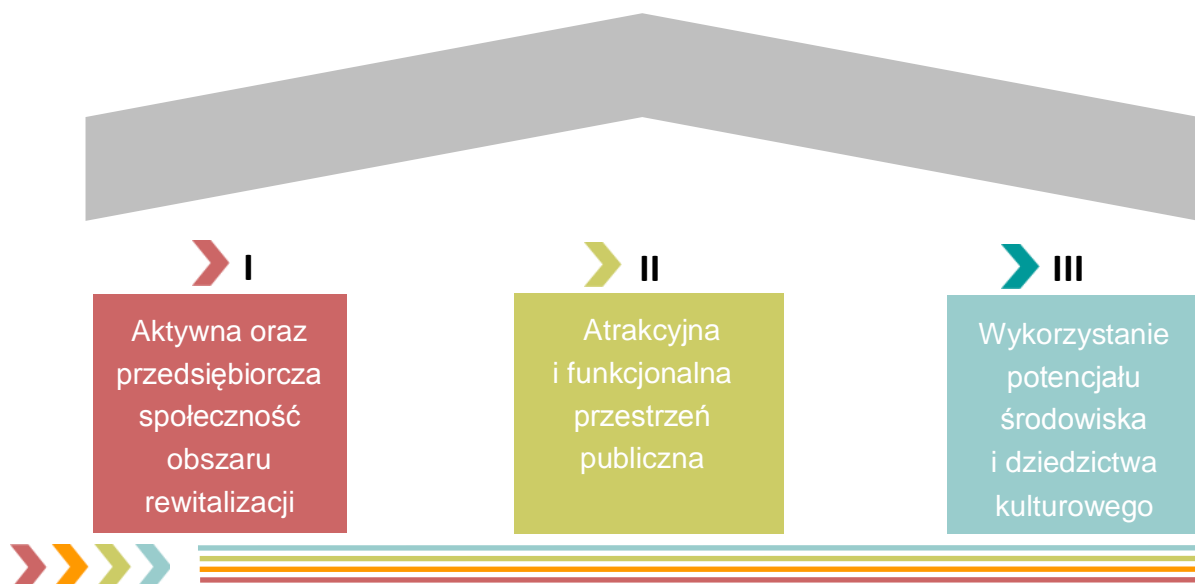 I
Aktywna oraz
przedsiębiorcza
społeczność
obszaru
rewitalizacji
II
Atrakcyjna
i funkcjonalna
przestrzeń
publiczna
III
Wykorzystanie
potencjału
środowiska
i dziedzictwa
kulturowego